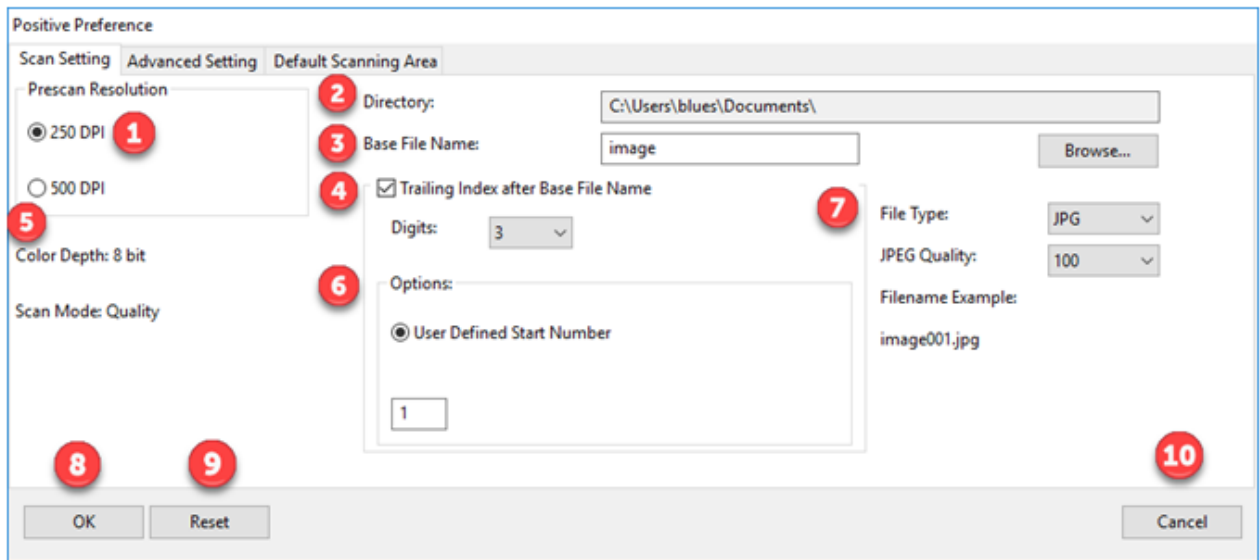 Positive Preference
Scan Setting Advanced Setting Default Scanning Area
Prescan Resolution
250 DPI 1
500 DPI
5
Color Depth: 8 bit
Scan Mode: Quality
2 Directory: C:\Users\blues\Documents\
3 Base File Name: image Browse...
4 Trailing Index after Base File Name
Digits: 3
6 Options:
User Defined Start Number
1
7 File Type: JPG
JPEG Quality: 100
Filename Example:
image001.jpg
8 9 10
OK Reset Cancel